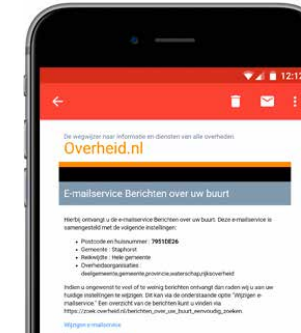 12:12
De wegwijzer naar informatie en diensten van alle overheden
Overheid.nl
E-mailservice Berichten over uw buurt
Hierbij ontvangt u de e-mailservice Berichten over uw buurt. Deze e-mailservice is
samengesteld met de volgende instellingen:
• Postcode en huisnummer : 7951DE26
• Gemeente : Staphorst
• Reikwijdte : Hele gemeente
• Overheidsorganisaties :
deelgemeente,gemeente,provincie,waterschap,rijksoverheid
Indien u ongewenst te veel of te weinig berichten ontvangt dan raden wij u aan uw
huidige instellingen te wijzigen. Dit kan via de onderstaande optie "Wijzigen e-
mailservice." Een overzicht van de berichten kunt u vinden via
https://zoek.overheid.nl/berichten_over_uw_buurt_eenvoudig_zoeken.
Wijzigen e-mailservice